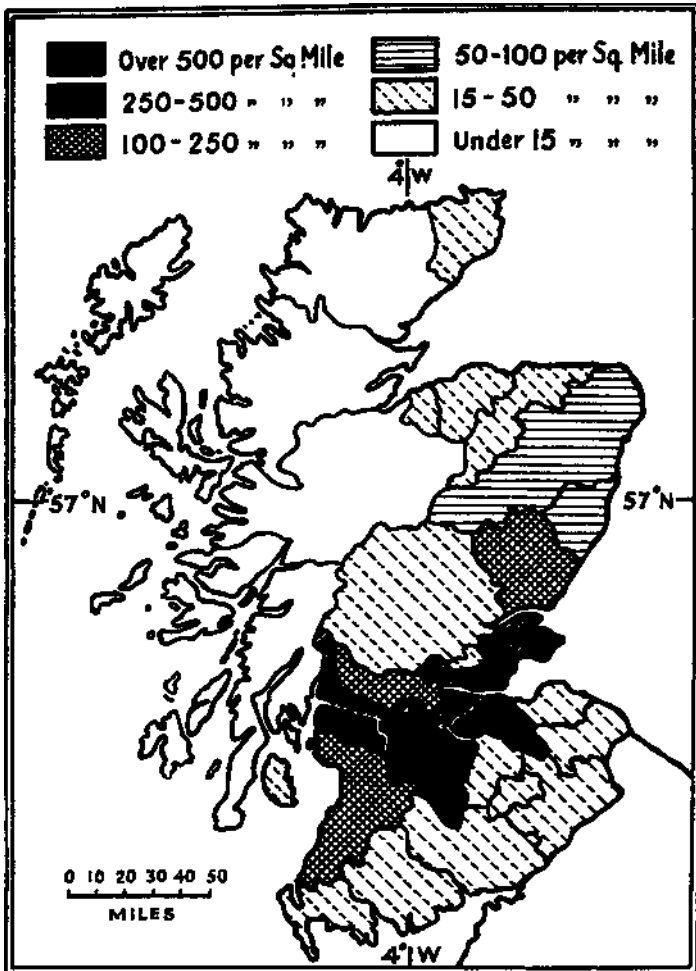 Over 500 per Sq Mile
250-500 " " "
100-250 " " "
50-100 per Sq Mile
15-50 " " "
Under 15 " " "
4°W
57°N
57°N
0 10 20 30 40 50
MILES
4°W